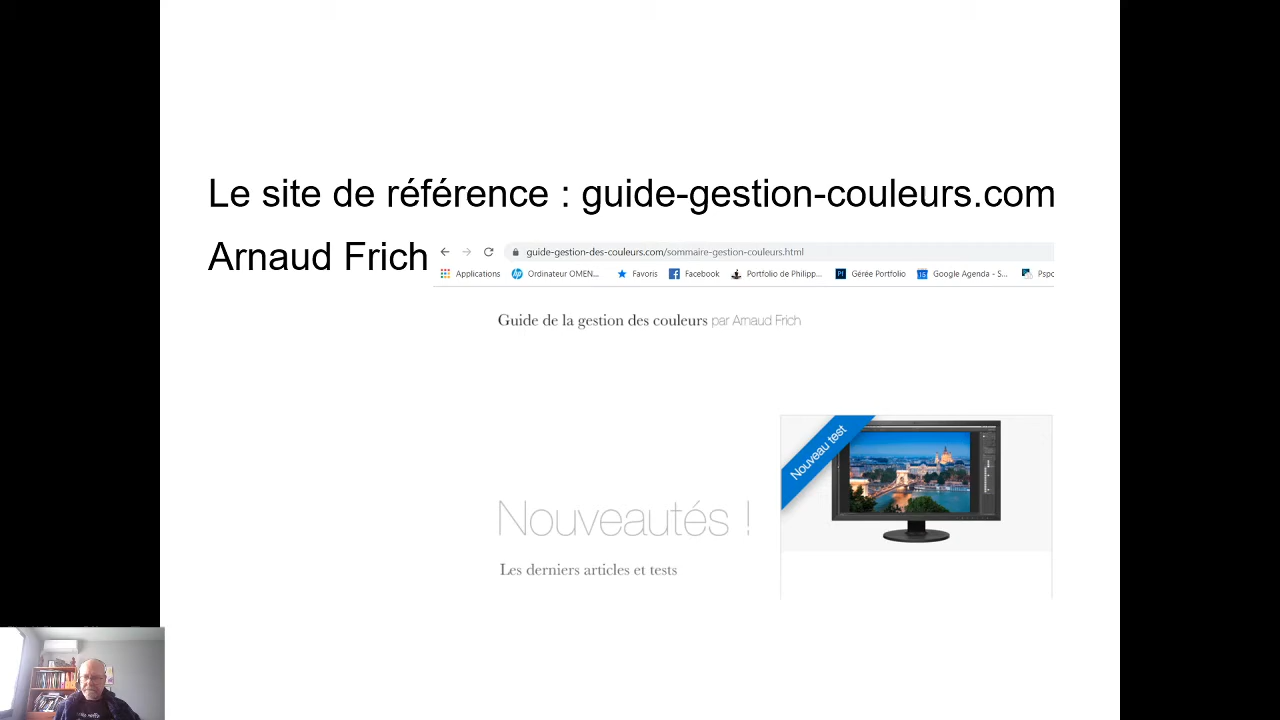 Le site de référence : guide-gestion-couleurs.com
Arnaud Frich
guide-gestion-des-couleurs.com/sommaire-gestion-couleurs.html
Applications Ordinateur OMEN... Favoris Facebook Portfolio de Philipp... Gérée Portfolio Google Agenda - S... Pspc
Guide de la gestion des couleurs par Arnaud Frich
Nouveau test
Nouveautés !
Les derniers articles et tests